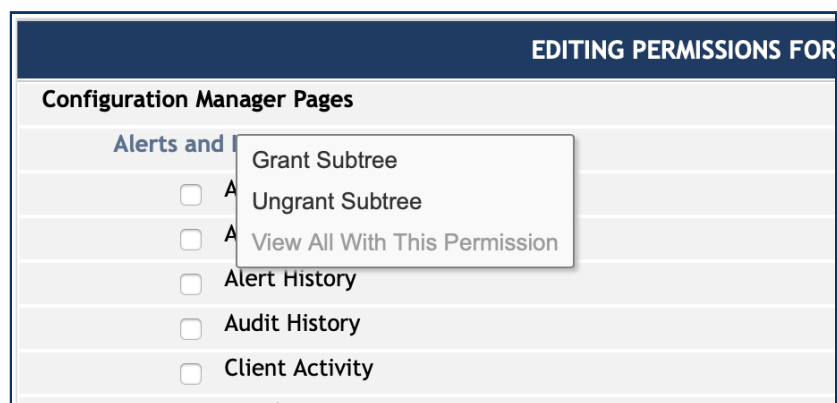 EDITING PERMISSIONS FOR
Configuration Manager Pages
Alerts and
Grant Subtree
Ungrant Subtree
View All With This Permission
Alert History
Audit History
Client Activity